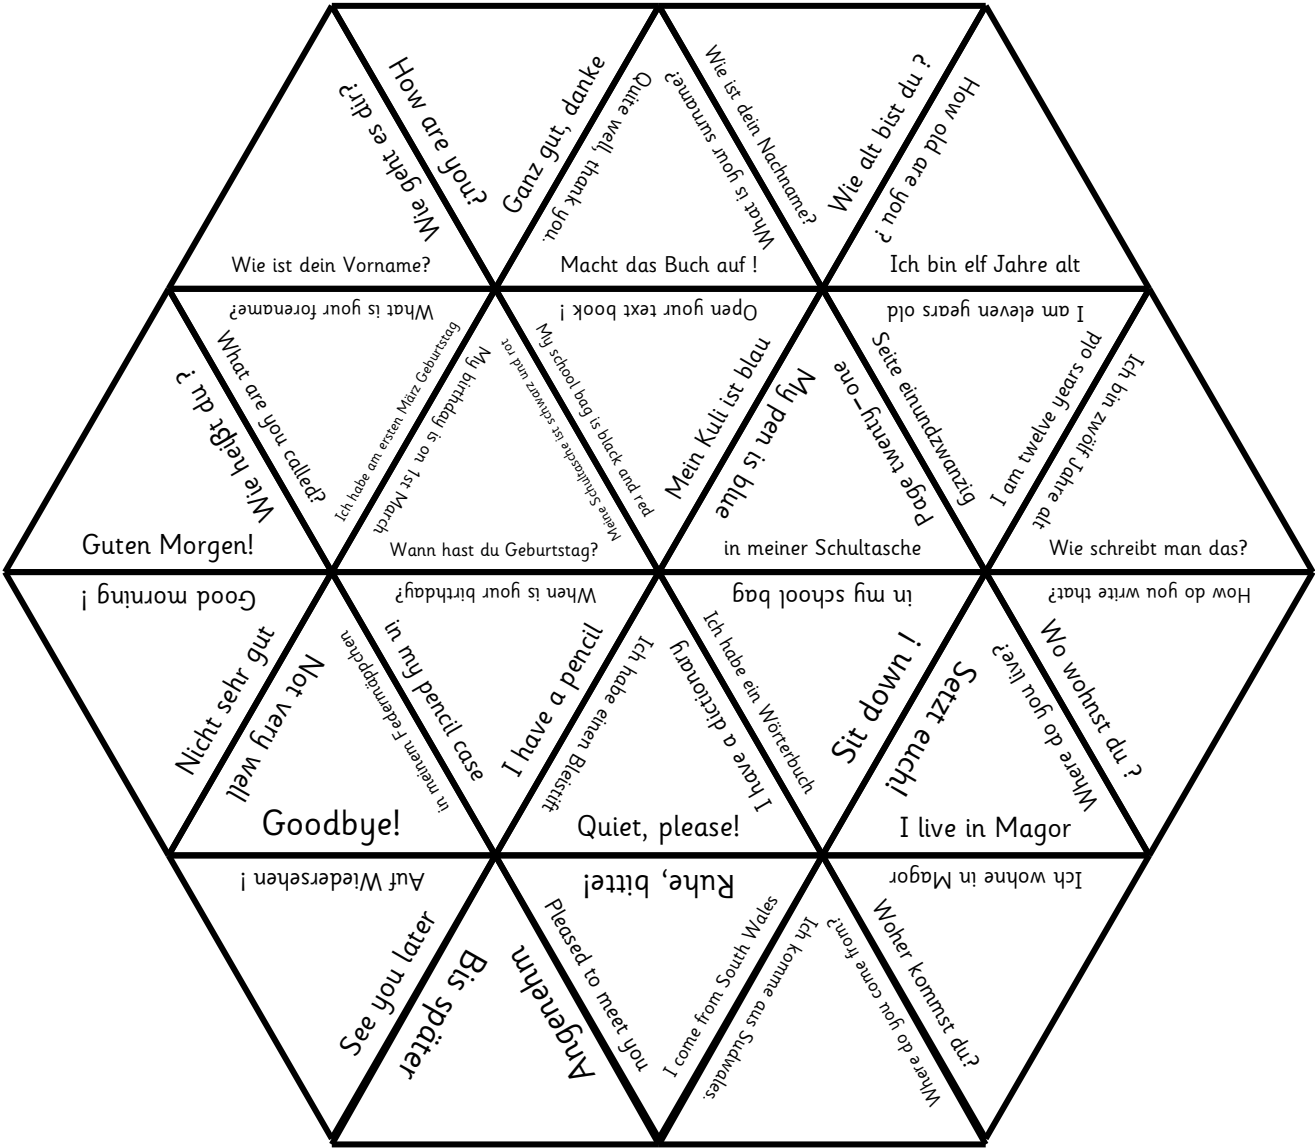 How are you?
Wie geht es dir?
Ganz gut, danke
Quite well, thank you.
Wie ist dein Nachname?
What is your surname?
Wie alt bist du ?
How old are you ?
Wie ist dein Vorname?
Macht das Buch auf !
Ich bin elf Jahre alt
What is your forename?
Open your text book !
I am eleven years old
What are you called?
Wie heißt du ?
Ich habe am ersten März Geburtstag
My birthday is on 1st March
My school bag is black and red
Meine Schultasche ist schwarz und rot
Mein Kuli ist blau
My pen is blue
Seite einundzwanzig
Page twenty-one
I am twelve years old
Ich bin zwölf Jahre alt
Guten Morgen!
Wann hast du Geburtstag?
in meiner Schultasche
Wie schreibt man das?
Good morning !
When is your birthday?
in my school bag
How do you write that?
Nicht sehr gut
Not very well
in my pencil case
in meinem Federmäppchen
I have a pencil
Ich habe einen Bleistift
Ich habe ein Wörterbuch
I have a dictionary
Sit down !
Setzt euch!
Wo wohnst du ?
Where do you live?
Goodbye!
Quiet, please!
I live in Magor
Auf Wiedersehen !
Ruhe, bitte!
Ich wohne in Magor
See you later
Bis später
Pleased to meet you
Angenehm
I come from South Wales
Ich komme aus Sudwales.
Woher kommst du?
Where do you come from?